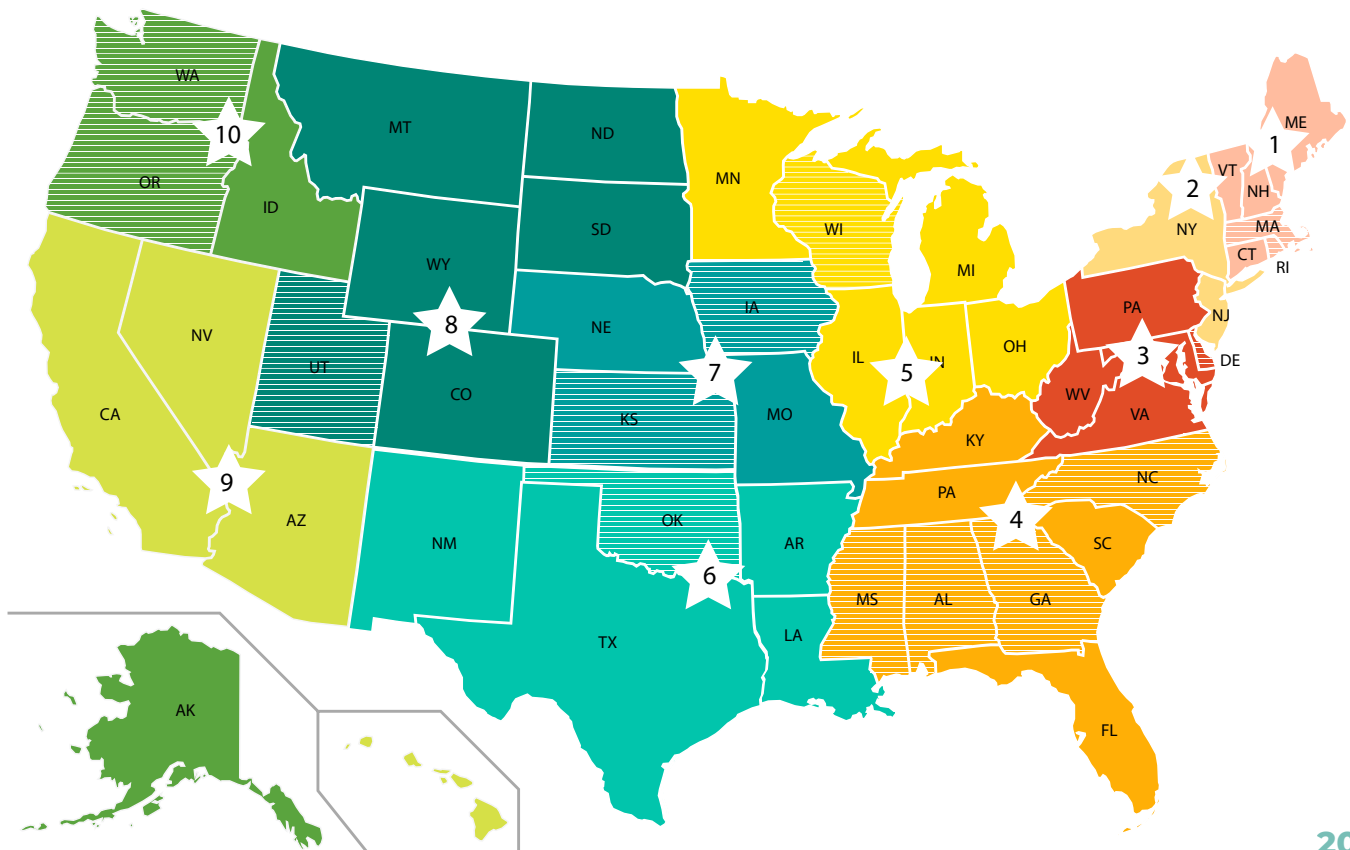 WA
10
OR
ID
MT
ND
MN
SD
WY
8
NE
IA
WI
MI
ME
1
2
VT
NH
NY
MA
CT
RI
NV
UT
CO
KS
7
MO
IL
5
IN
OH
PA
NJ
3
DE
WV
VA
CA
9
AZ
NM
OK
6
AR
KY
PA
NC
4
SC
MS
AL
GA
TX
LA
FL
AK
20